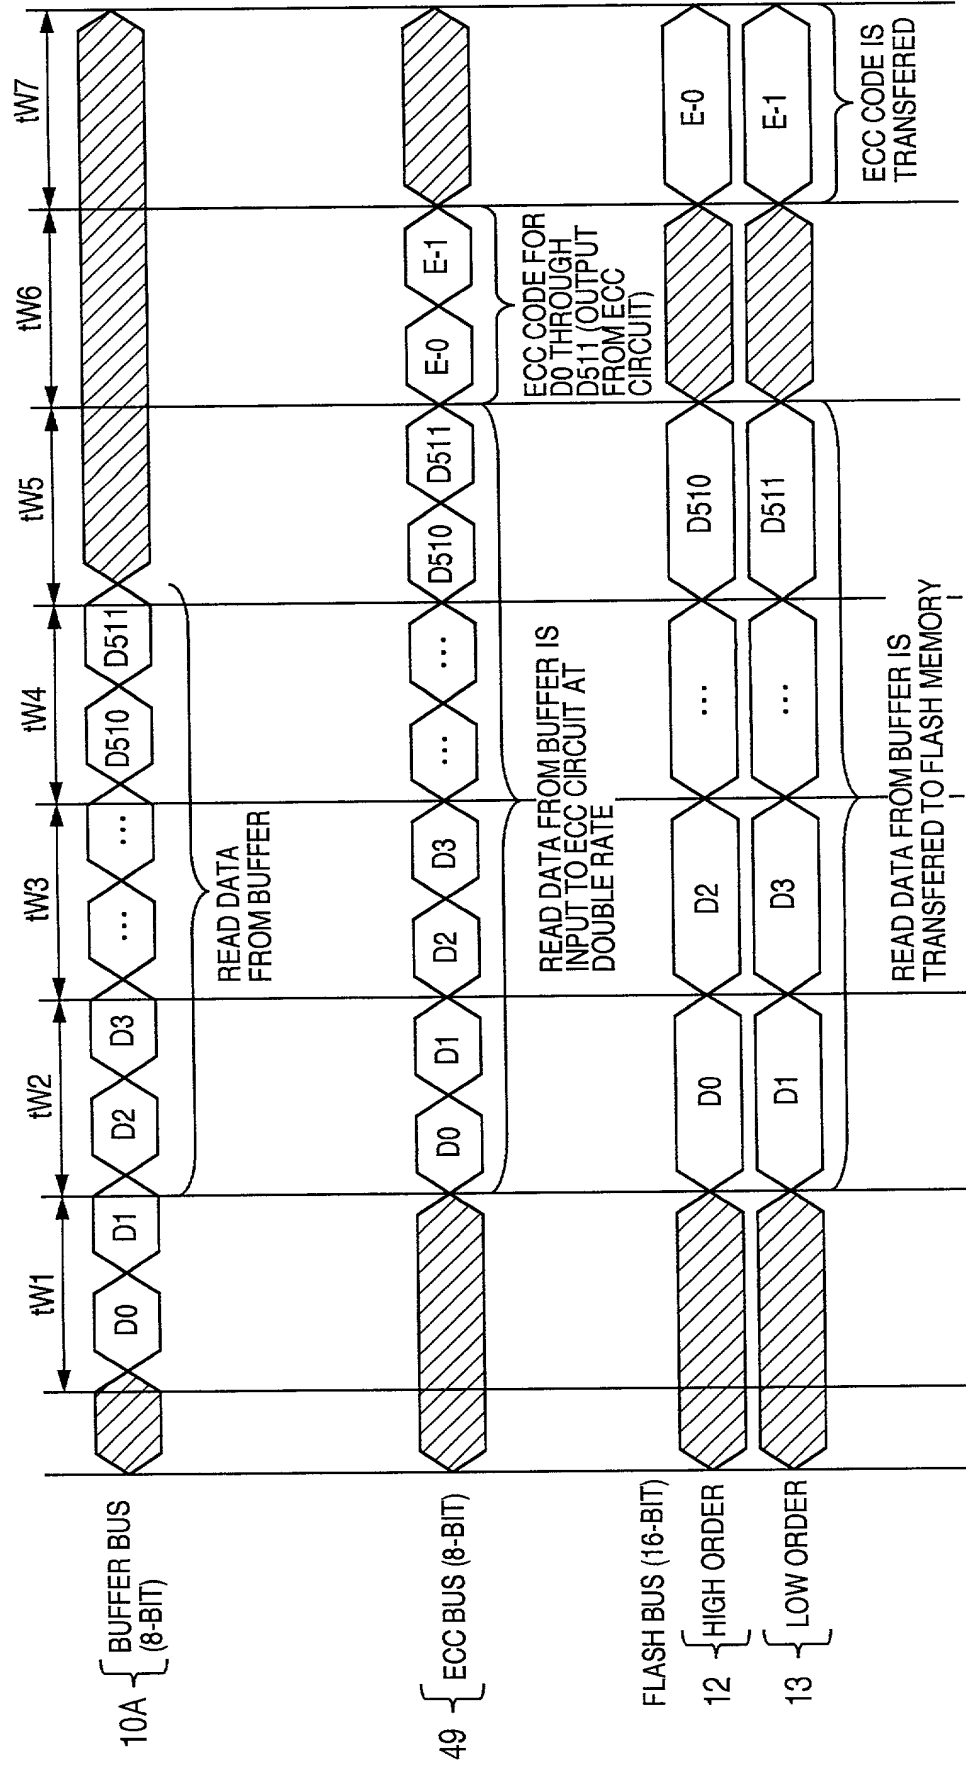 tW1 tW2 tW3 tW4 tW5 tW6 tW7
10A BUFFER BUS
(8-BIT)
D0 D1 D2 D3 ... ... D510 D511
READ DATA
FROM BUFFER
49 ECC BUS (8-BIT)
D0 D1 D2 D3 ... ... D510 D511 E-0 E-1
READ DATA FROM BUFFER IS
INPUT TO ECC CIRCUIT AT
DOUBLE RATE
ECC CODE FOR
D0 THROUGH
D511 (OUTPUT
FROM ECC
CIRCUIT)
FLASH BUS (16-BIT)
12 HIGH ORDER
D0 D2 ... D510 E-0
13 LOW ORDER
D1 D3 ... D511 E-1
READ DATA FROM BUFFER IS
TRANSFERED TO FLASH MEMORY
ECC CODE IS
TRANSFERED